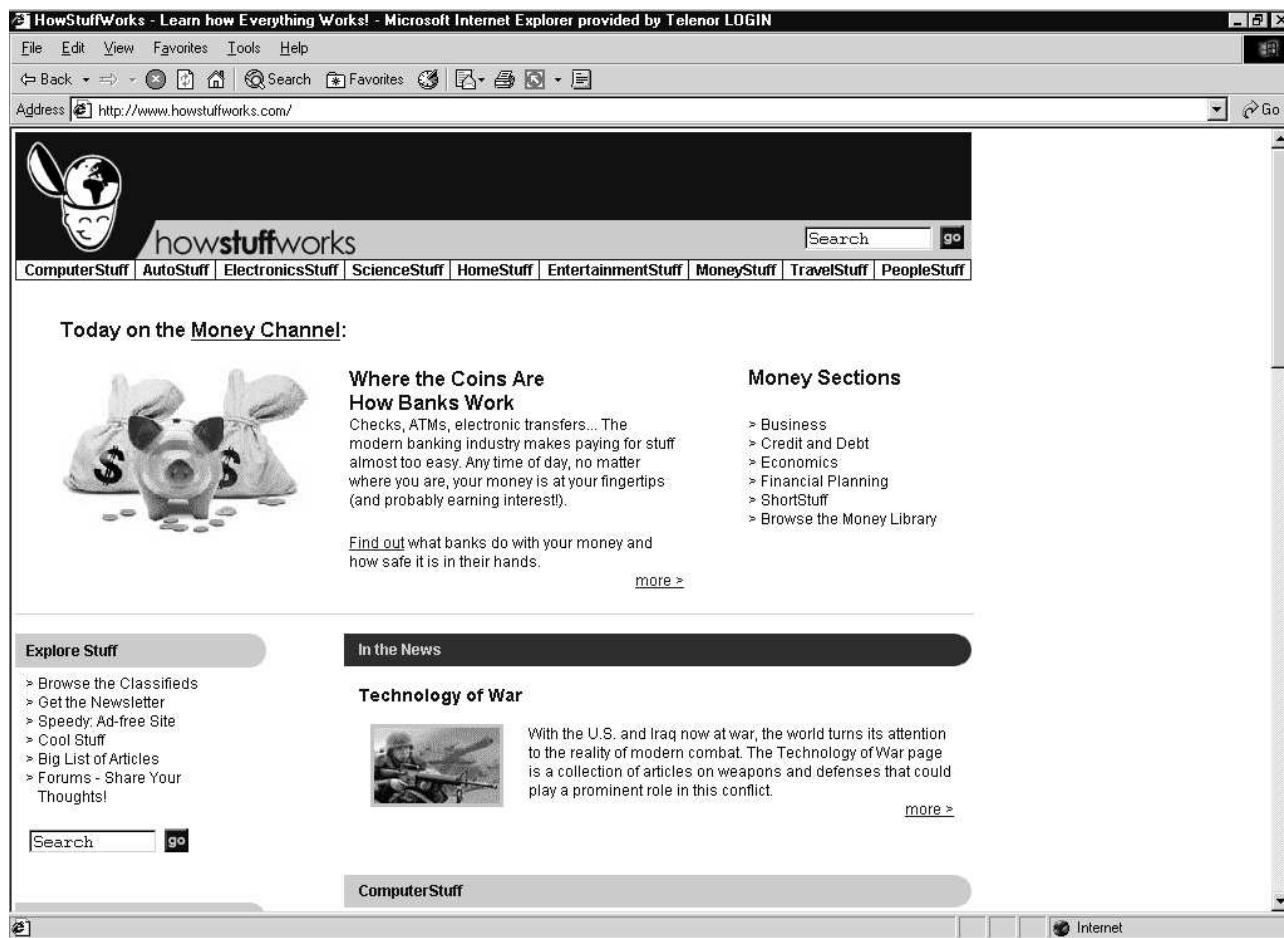 HowStuffWorks - Learn how Everything Works! - Microsoft Internet Explorer provided by Telenor LOGIN
File Edit View Favorites Tools Help
Back Search Favorites
Address http://www.howstuffworks.com/ Go
howstuffworks Search go
ComputerStuff AutoStuff ElectronicsStuff ScienceStuff HomeStuff EntertainmentStuff MoneyStuff TravelStuff PeopleStuff
Today on the Money Channel:
$ $
Where the Coins Are
How Banks Work
Checks, ATMs, electronic transfers... The
modern banking industry makes paying for stuff
almost too easy. Any time of day, no matter
where you are, your money is at your fingertips
(and probably earning interest!).
Find out what banks do with your money and
how safe it is in their hands.
more >
Money Sections
> Business
> Credit and Debt
> Economics
> Financial Planning
> ShortStuff
> Browse the Money Library
Explore Stuff
> Browse the Classifieds
> Get the Newsletter
> Speedy: Ad-free Site
> Cool Stuff
> Big List of Articles
> Forums - Share Your
Thoughts!
Search go
In the News
Technology of War
With the U.S. and Iraq now at war, the world turns its attention
to the reality of modern combat. The Technology of War page
is a collection of articles on weapons and defenses that could
play a prominent role in this conflict.
more >
ComputerStuff
Internet